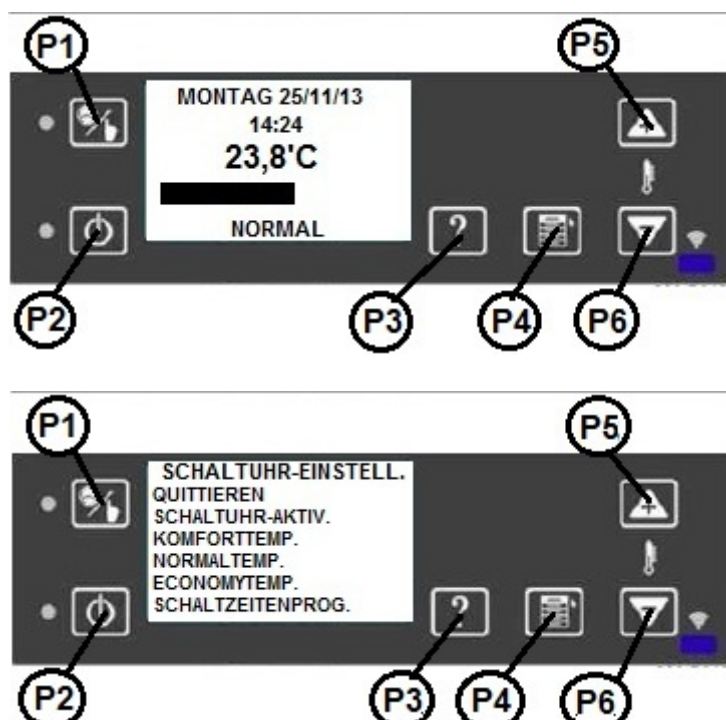 P1
P5
MONTAG 25/11/13
14:24
23,8'C
NORMAL
?
P2
P3
P4
P6
P1
P5
SCHALTUHR-EINSTELL.
QUITTIEREN
SCHALTUHR-AKTIV.
KOMFORTTEMP.
NORMALTEMP.
ECONOMYTEMP.
SCHALTZEITENPROG.
?
P2
P3
P4
P6